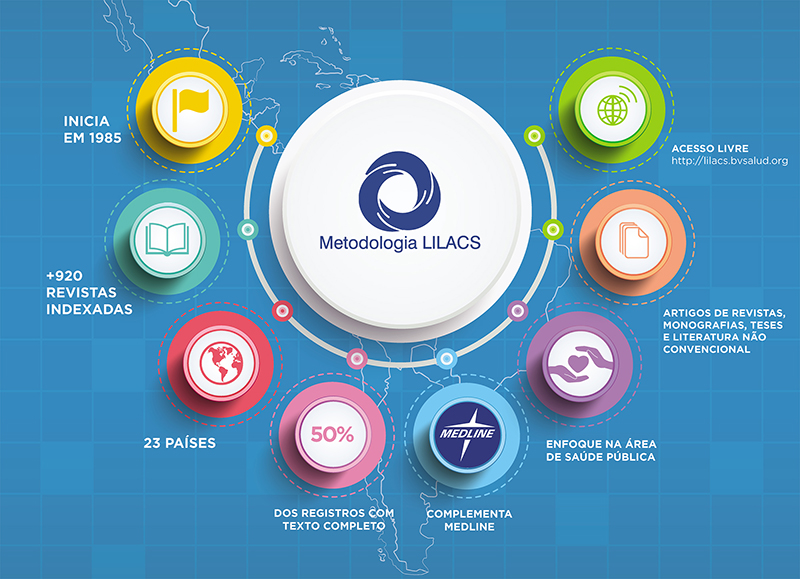 Metodologia LILACS
INICIA
EM 1985
+920
REVISTAS
INDEXADAS
23 PAÍSES
50%
DOS REGISTROS COM
TEXTO COMPLETO
MEDLINE
COMPLEMENTA
MEDLINE
ENFOQUE NA ÁREA
DE SAÚDE PÚBLICA
ARTIGOS DE REVISTAS,
MONOGRAFIAS, TESES
E LITERATURA NÃO
CONVENCIONAL
ACESSO LIVRE
http://lilacs.bvsalud.org